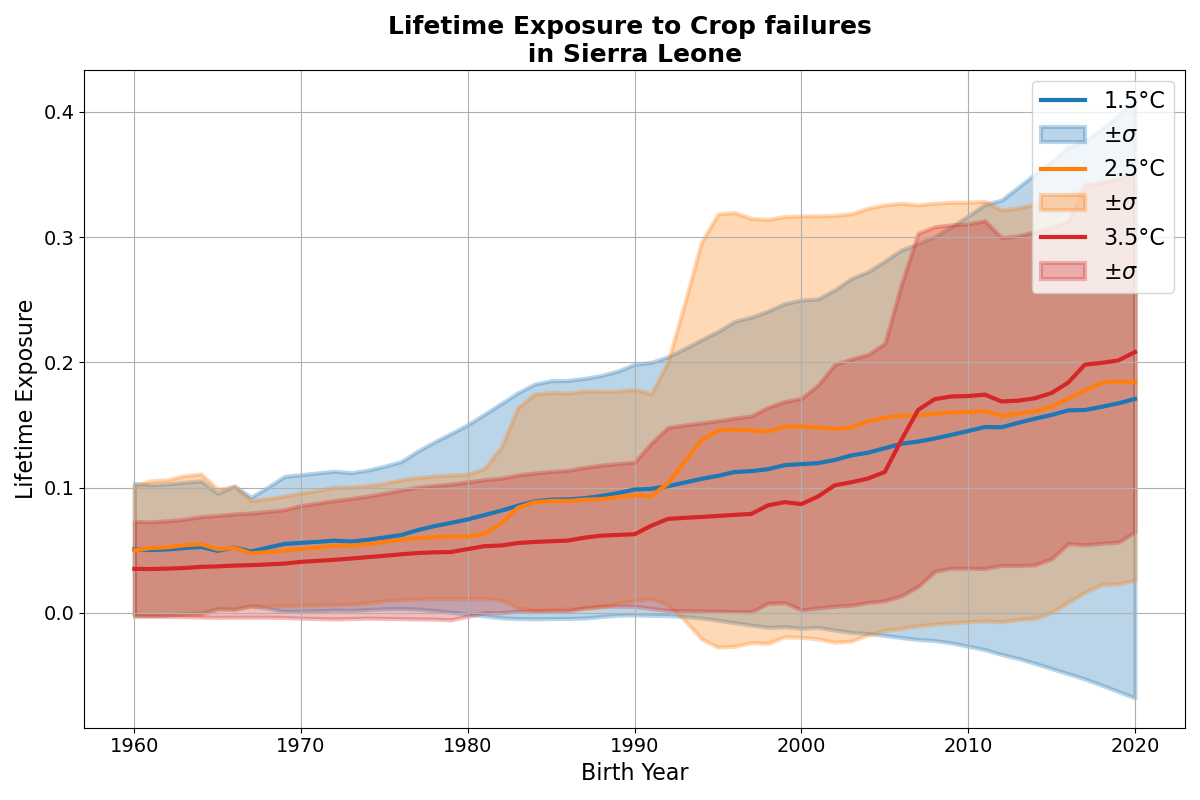 Lifetime Exposure to Crop failures
in Sierra Leone
1.5°C
±σ
2.5°C
±σ
3.5°C
±σ
Lifetime Exposure
0.4
0.3
0.2
0.1
0.0
1960 1970 1980 1990 2000 2010 2020
Birth Year